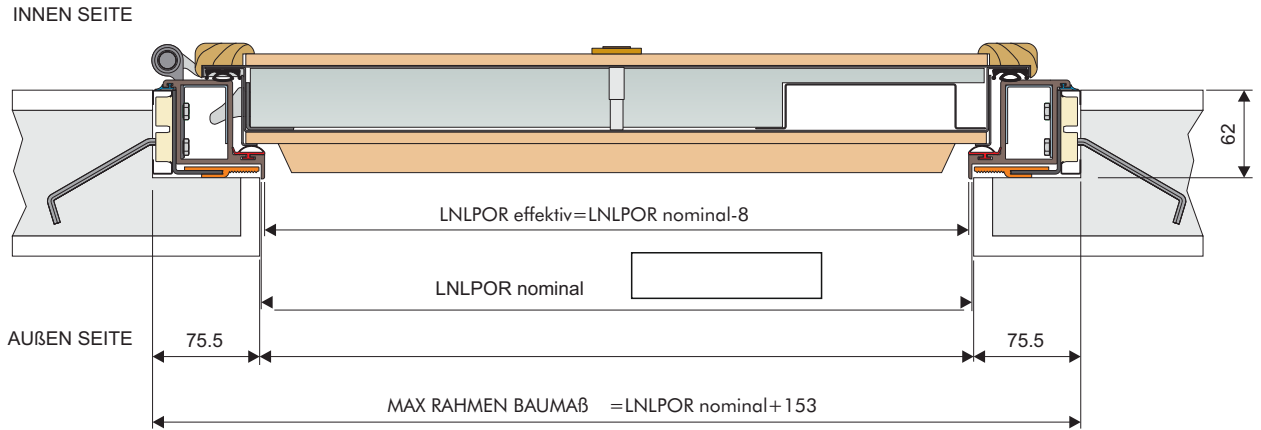 INNEN SEITE
62
LNLPOR effektiv=LNLPOR nominal-8
LNLPOR nominal
AUßEN SEITE
75.5
75.5
MAX RAHMEN BAUMAß =LNLPOR nominal+153